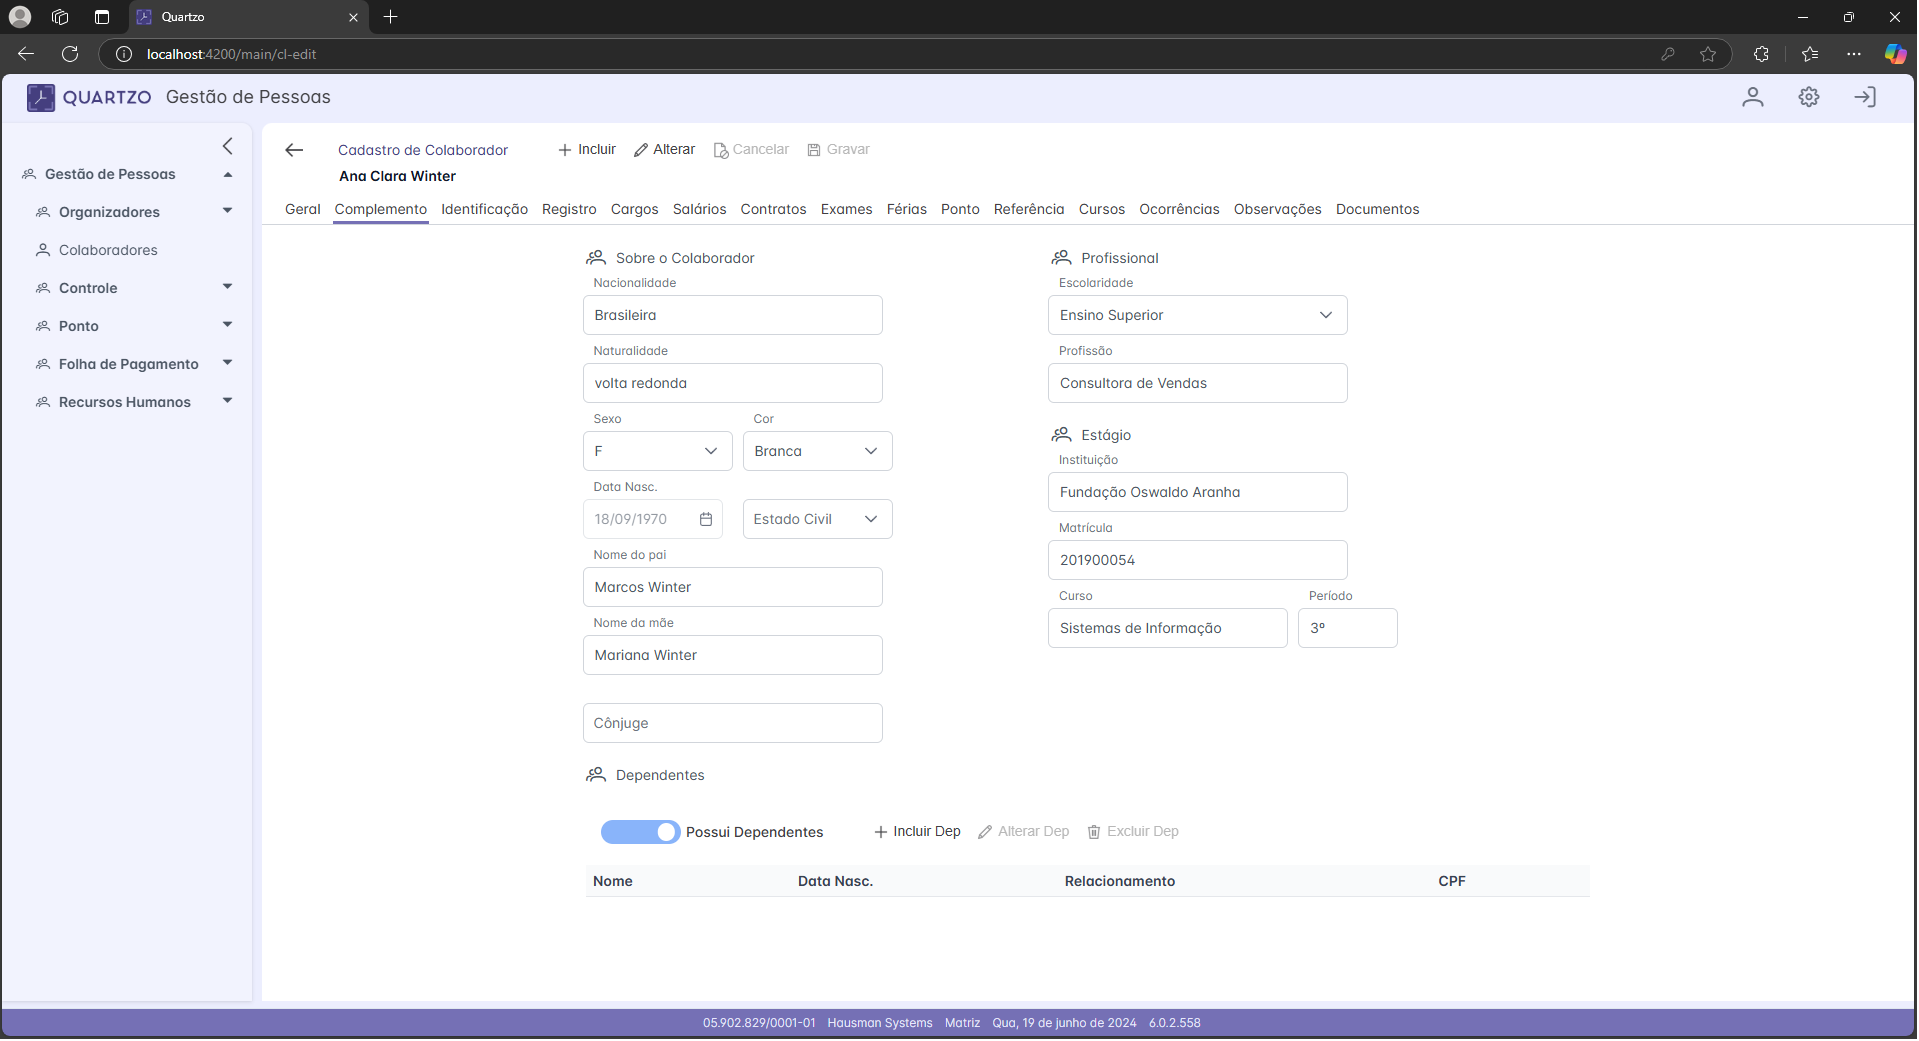 Quartzo
localhost:4200/main/cl-edit
QUARTZO Gestão de Pessoas
Gestão de Pessoas
Organizadores
Colaboradores
Controle
Ponto
Folha de Pagamento
Recursos Humanos
Cadastro de Colaborador Incluir Alterar Cancelar Gravar
Ana Clara Winter
Geral Complemento Identificação Registro Cargos Salários Contratos Exames Férias Ponto Referência Cursos Ocorrências Observações Documentos
Sobre o Colaborador
Nacionalidade
Brasileira
Naturalidade
volta redonda
Sexo Cor
F Branca
Data Nasc.
18/09/1970 Estado Civil
Nome do pai
Marcos Winter
Nome da mãe
Mariana Winter
Cônjuge
Profissional
Escolaridade
Ensino Superior
Profissão
Consultora de Vendas
Estágio
Instituição
Fundação Oswaldo Aranha
Matrícula
201900054
Curso Período
Sistemas de Informação 3º
Dependentes
Possui Dependentes Incluir Dep Alterar Dep Excluir Dep
Nome Data Nasc. Relacionamento CPF
05.902.829/0001-01 Hausman Systems Matriz Qua, 19 de junho de 2024 6.0.2.558